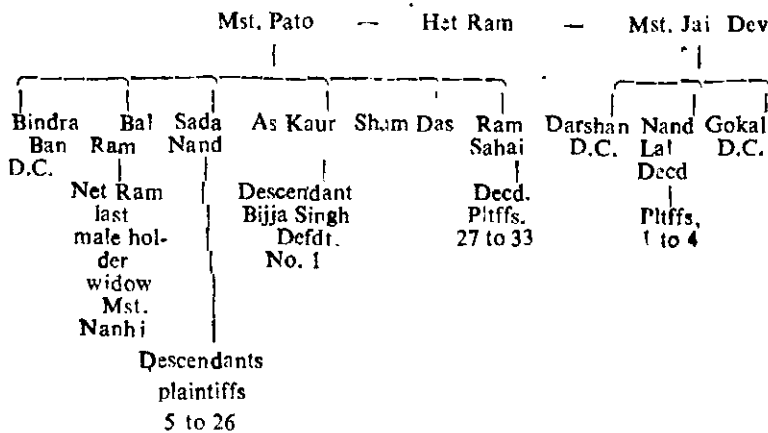 Mst. Pato — Het Ram — Mst. Jai Dev
Bindra Bal Sada As Kaur Sham Das Ram Darshan Nand Gokal
Ban Ram Nand Sahai D.C. Lal D.C.
D.C. Decd
Net Ram Descendant Decd. Pltffs,
last Bijja Singh Pltffs. 1 to 4
male hol- Defdt. 27 to 33
der No. 1
widow
Mst.
Nanhi
Descendants
plaintiffs
5 to 26